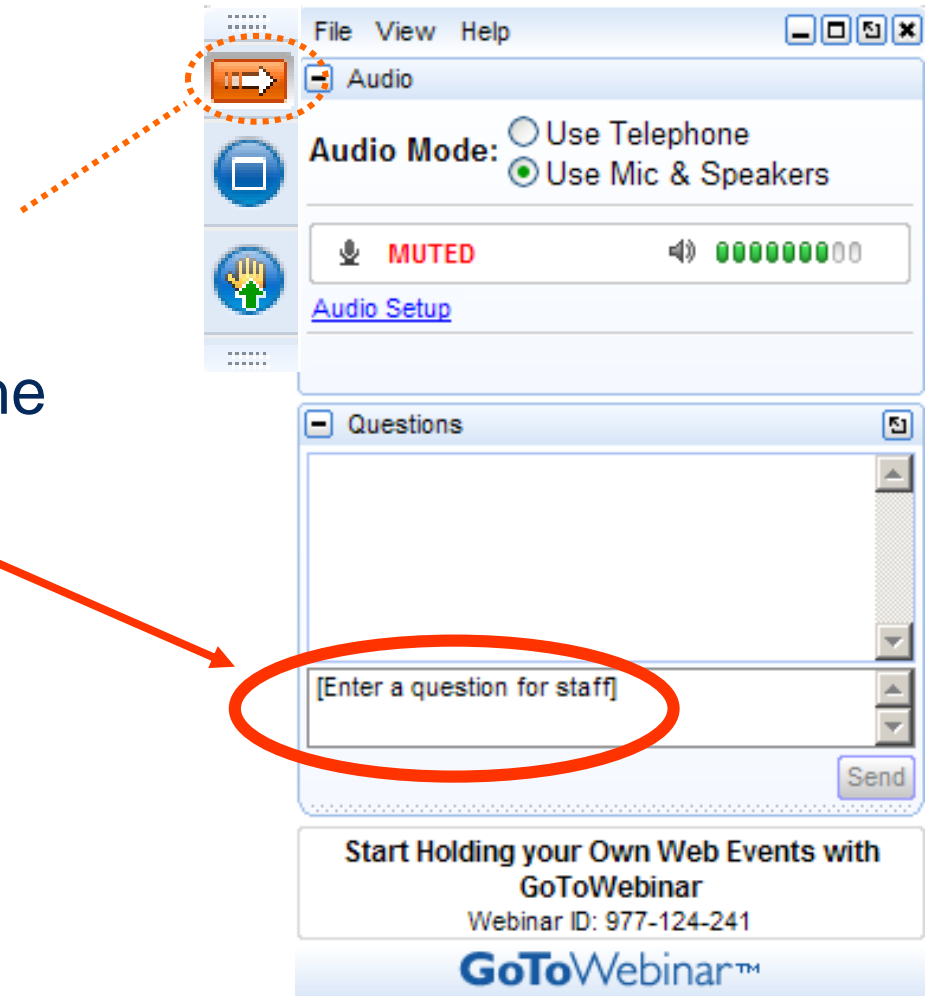 File View Help
Audio
Audio Mode:
Use Telephone
Use Mic & Speakers
MUTED
Audio Setup
Questions
[Enter a question for staff]
Send
Start Holding your Own Web Events with
GoToWebinar
Webinar ID: 977-124-241
GoToWebinar™